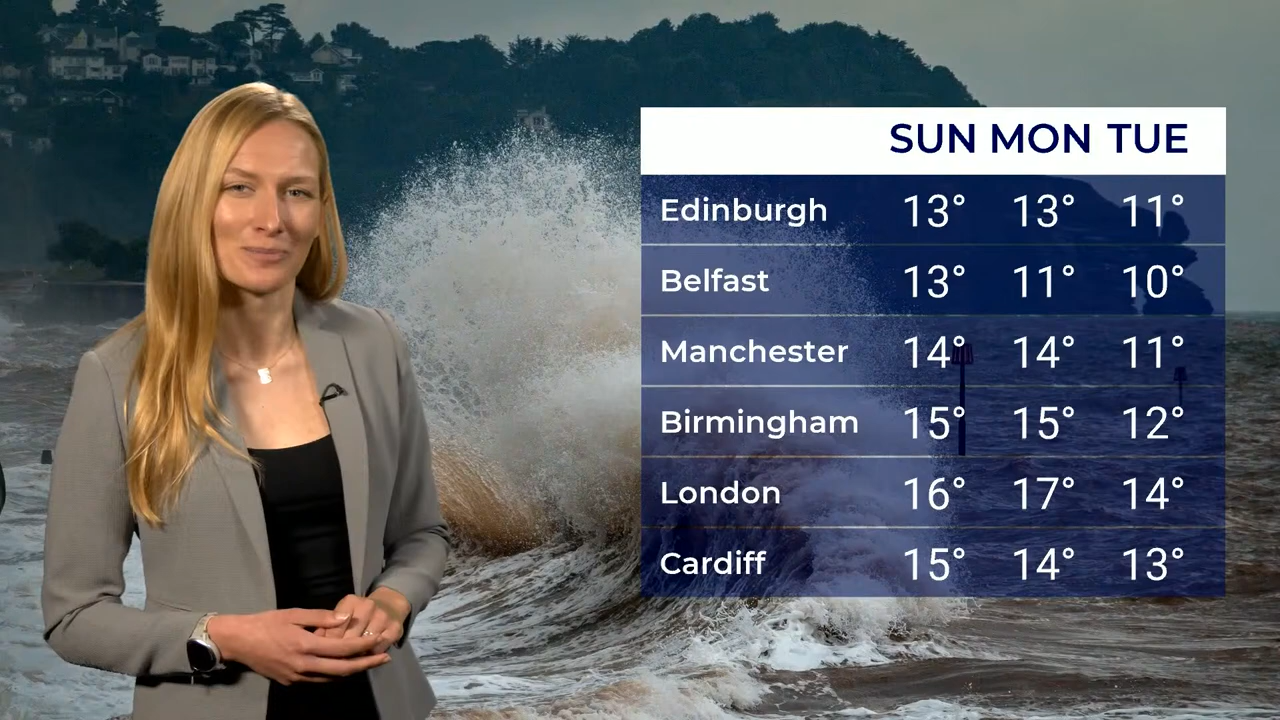 SUN MON TUE
Edinburgh 13° 13° 11°
Belfast 13° 11° 10°
Manchester 14° 14° 11°
Birmingham 15° 15° 12°
London 16° 17° 14°
Cardiff 15° 14° 13°